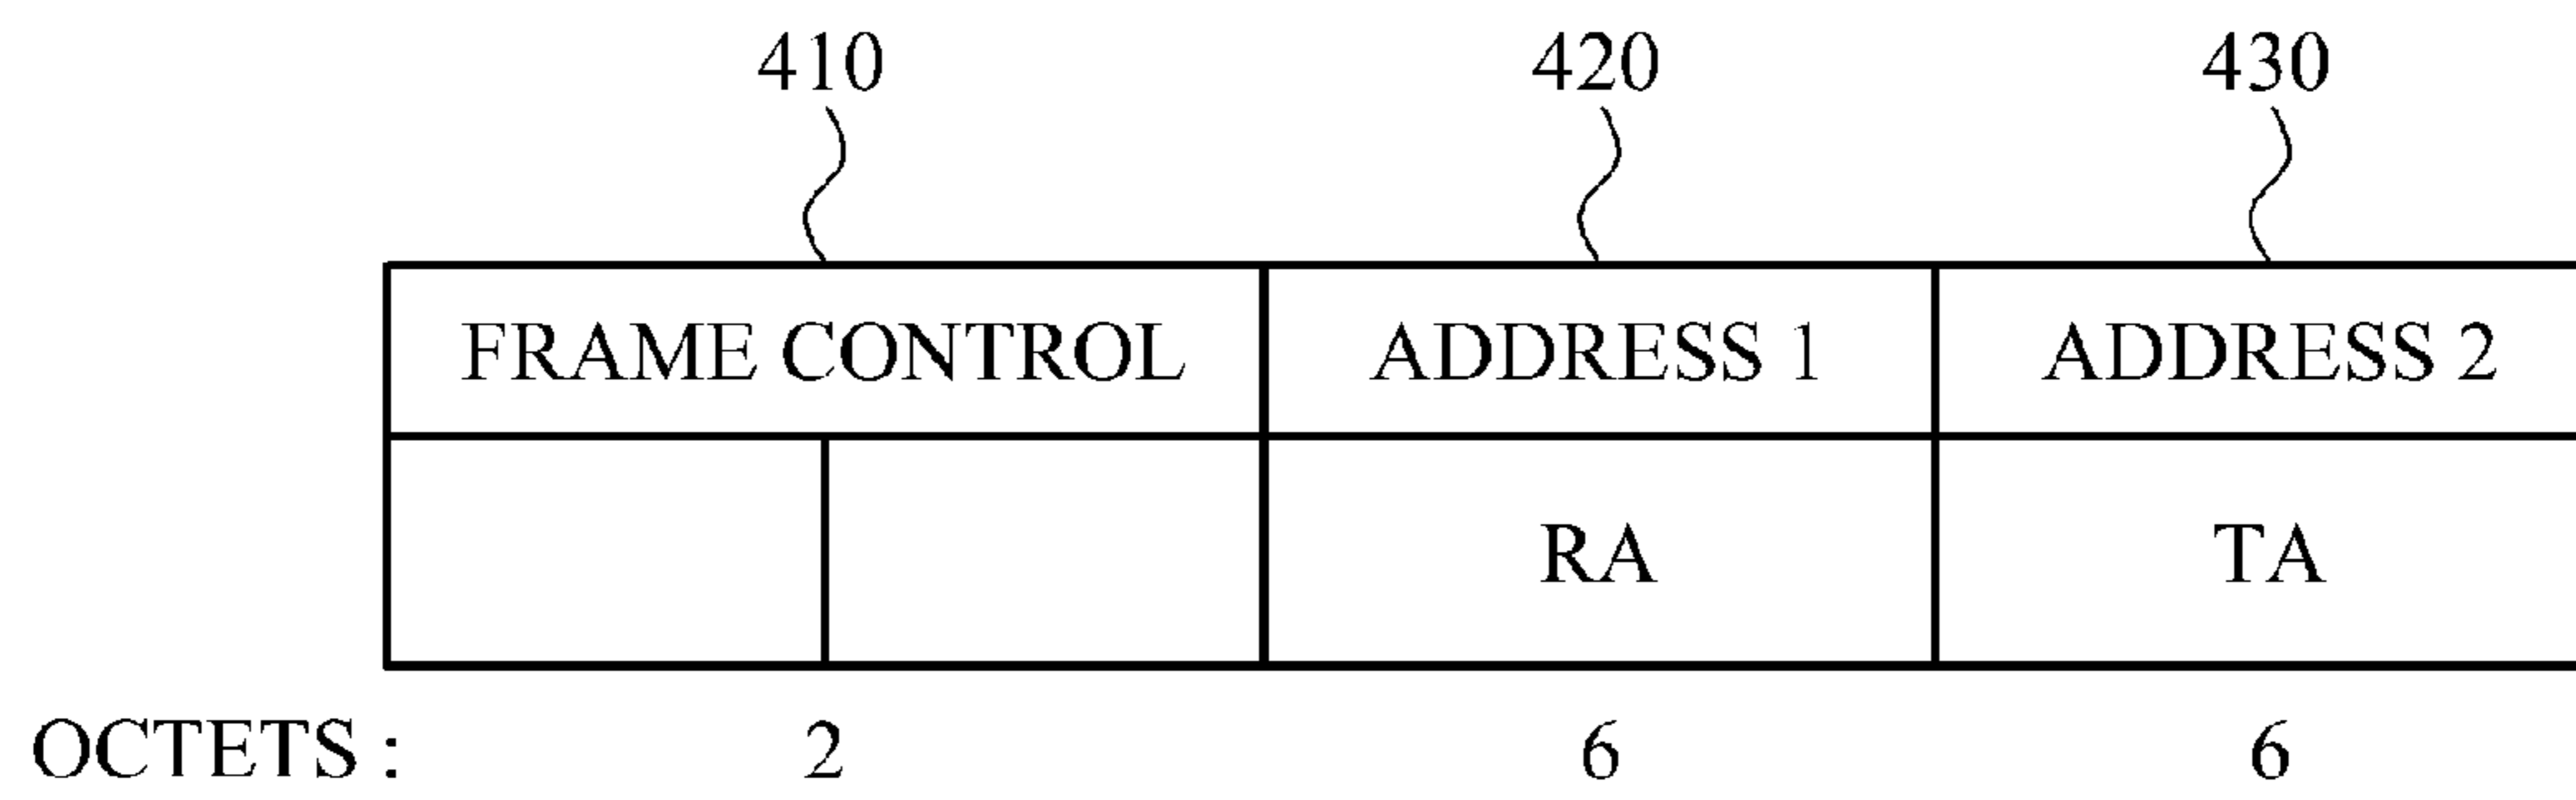 410 420 430
FRAME CONTROL ADDRESS 1 ADDRESS 2
RA TA
OCTETS : 2 6 6